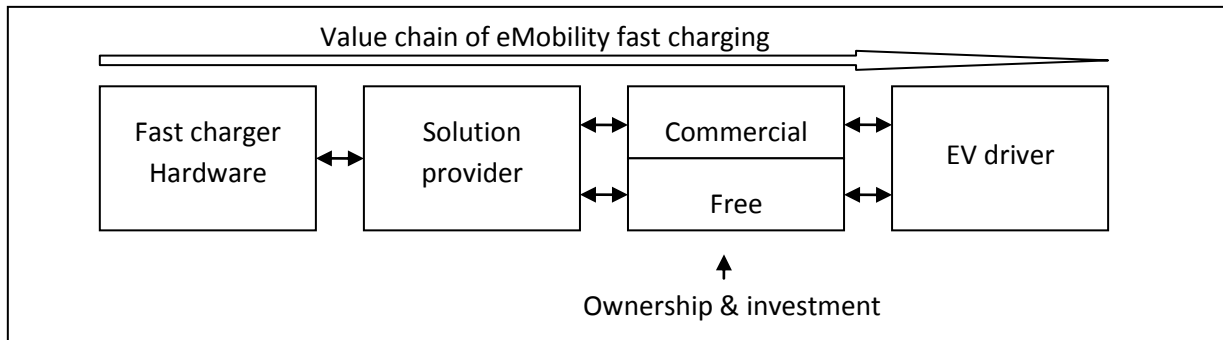 Value chain of eMobility fast charging
Fast charger
Hardware
Solution
provider
Commercial
Free
EV driver
Ownership & investment